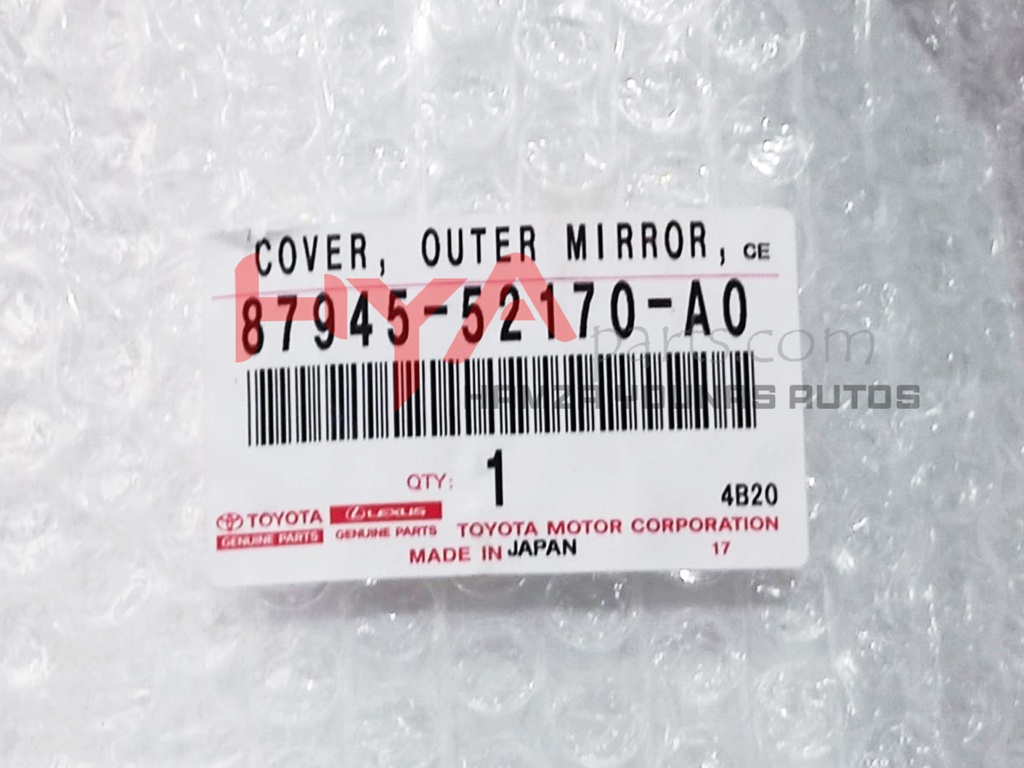 COVER, OUTER MIRROR, CE
87945-52170-A0
HYA parts.com
HAMZA YOUNAS AUTOS
QTY: 1
4B20
TOYOTA
GENUINE PARTS
LEXUS
GENUINE PARTS
TOYOTA MOTOR CORPORATION
MADE IN JAPAN
17